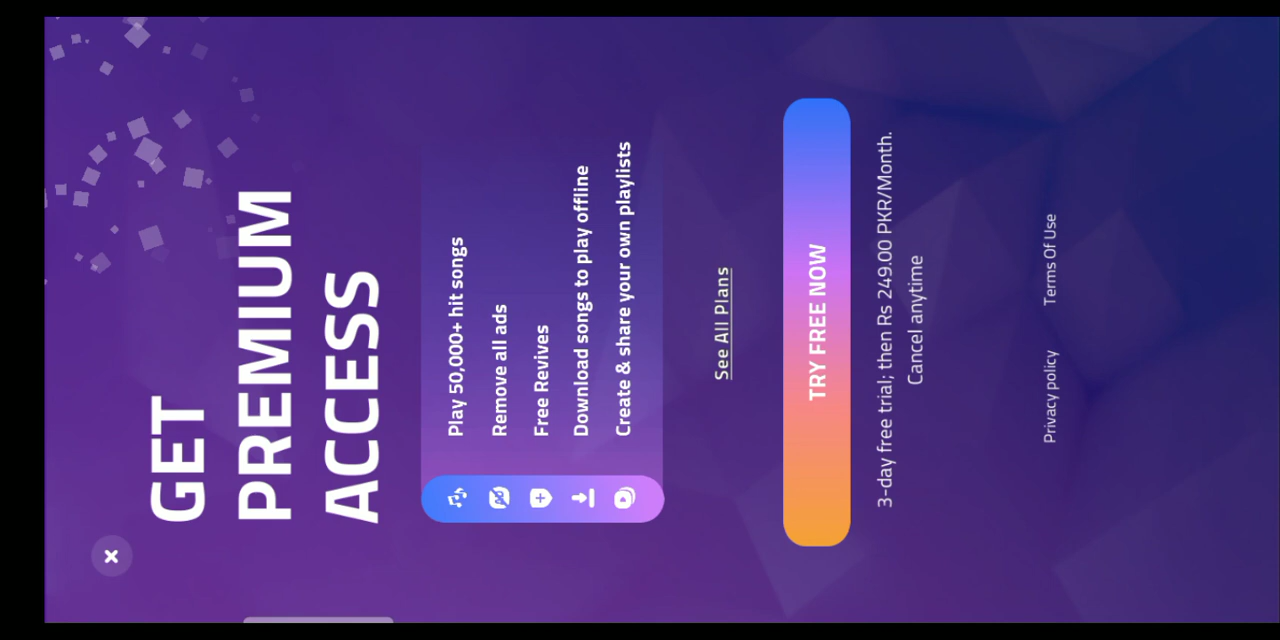 GET
PREMIUM
ACCESS
Play 50,000+ hit songs
Remove all ads
Free Revives
Download songs to play offline
Create & share your own playlists
See All Plans
TRY FREE NOW
3-day free trial; then Rs 249.00 PKR/Month.
Cancel anytime
Privacy policy Terms Of Use